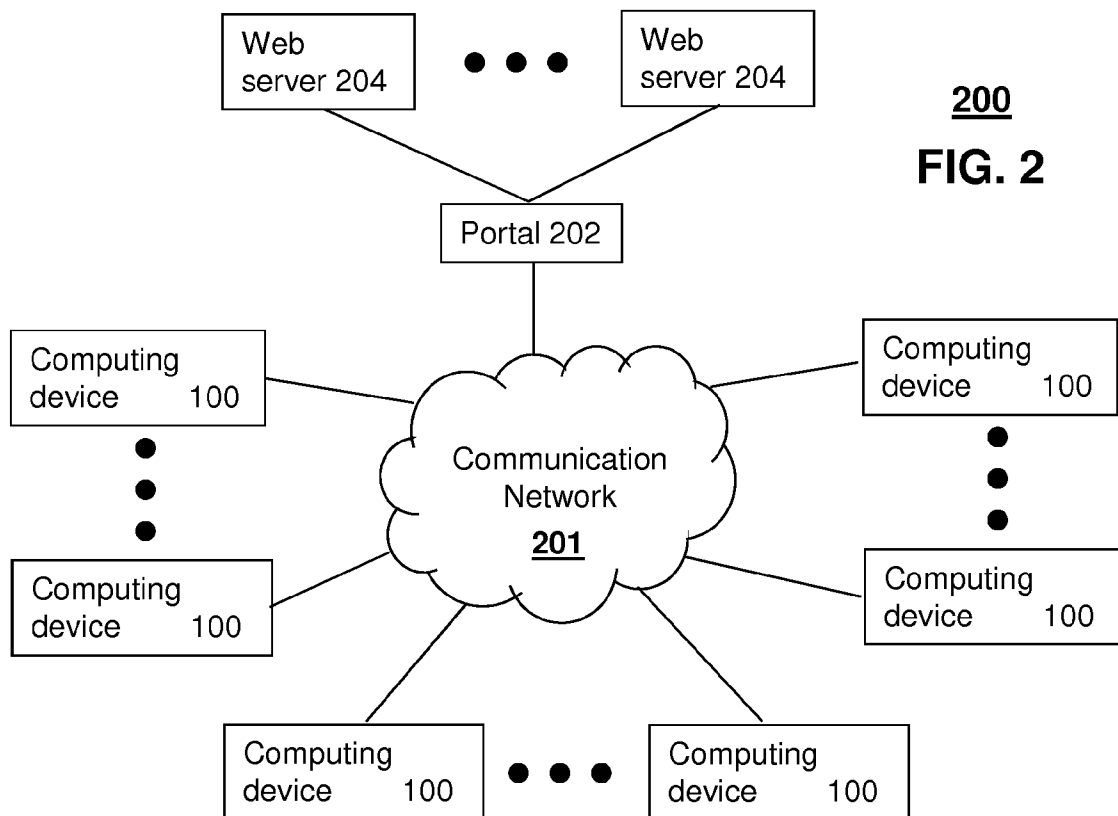 Web
server 204
Web
server 204
200
FIG. 2
Portal 202
Computing
device 100
Computing
device 100
Communication
Network
201
Computing
device 100
Computing
device 100
Computing
device 100
Computing
device 100